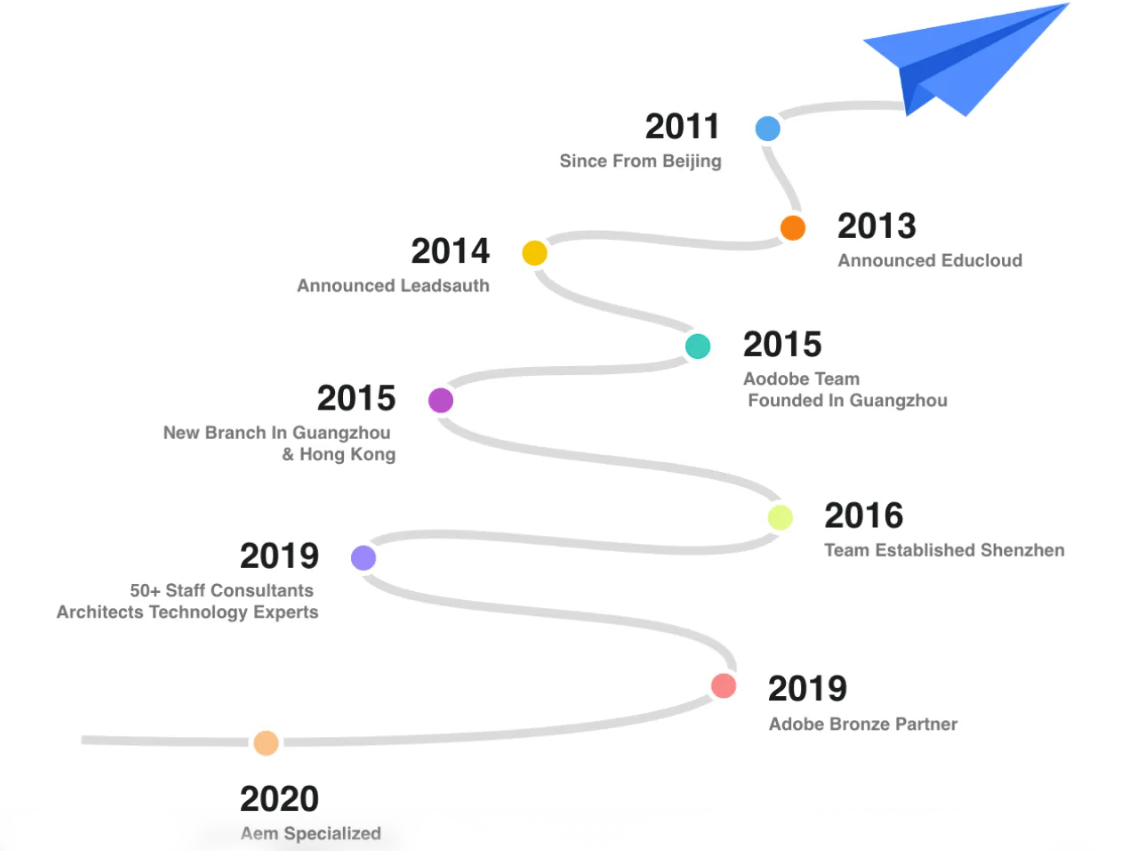 2011
Since From Beijing
2013
Announced Educloud
2014
Announced Leadsauth
2015
Aodobe Team
Founded In Guangzhou
2015
New Branch In Guangzhou
& Hong Kong
2016
Team Established Shenzhen
2019
50+ Staff Consultants
Architects Technology Experts
2019
Adobe Bronze Partner
2020
Aem Specialized